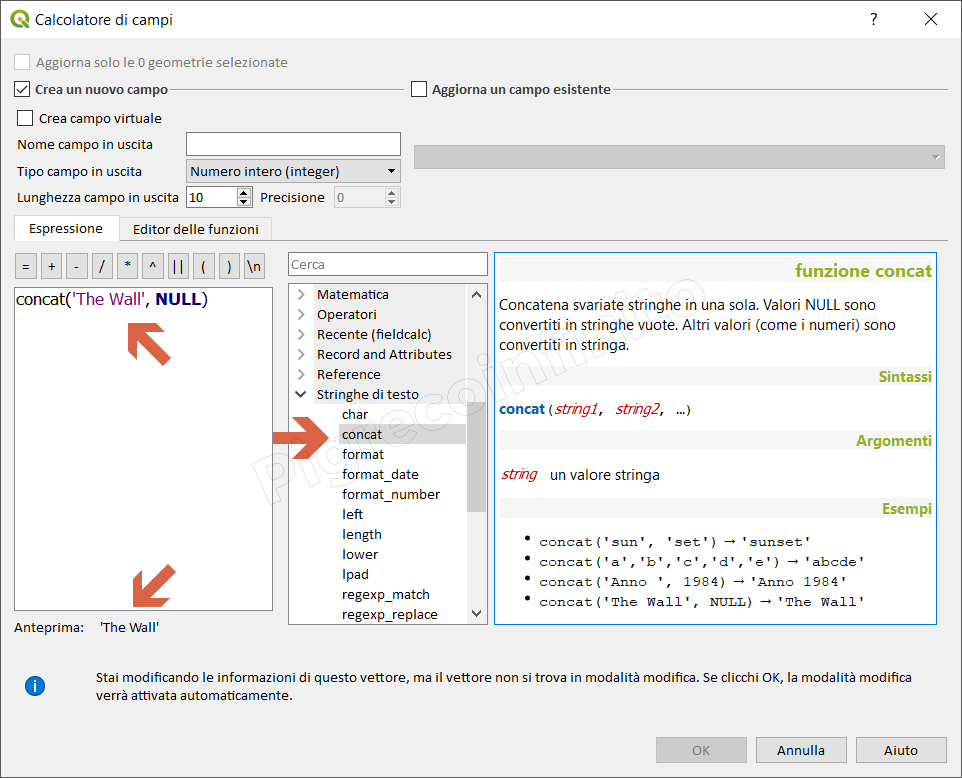 Calcolatore di campi
?
Aggiorna solo le 0 geometrie selezionate
Crea un nuovo campo
Aggiorna un campo esistente
Crea campo virtuale
Nome campo in uscita
Tipo campo in uscita
Numero intero (integer)
Lunghezza campo in uscita
10
Precisione
0
Espressione
Editor delle funzioni
=
+
-
/
*
^
||
(
)
\n
concat('The Wall', NULL)
Anteprima: 'The Wall'
Cerca
Matematica
Operatori
Recente (fieldcalc)
Record and Attributes
Reference
Stringhe di testo
char
concat
format
format_date
format_number
left
length
lower
lpad
regexp_match
regexp_replace
funzione concat
Concatena svariate stringhe in una sola. Valori NULL sono
convertiti in stringhe vuote. Altri valori (come i numeri) sono
convertiti in stringa.
Sintassi
concat(string1, string2, …)
Argomenti
string un valore stringa
Esempi
concat('sun', 'set') → 'sunset'
concat('a','b','c','d','e') → 'abcde'
concat('Anno ', 1984) → 'Anno 1984'
concat('The Wall', NULL) → 'The Wall'
Pigrecoinfinito
Stai modificando le informazioni di questo vettore, ma il vettore non si trova in modalità modifica. Se clicchi OK, la modalità modifica
verrà attivata automaticamente.
OK
Annulla
Aiuto